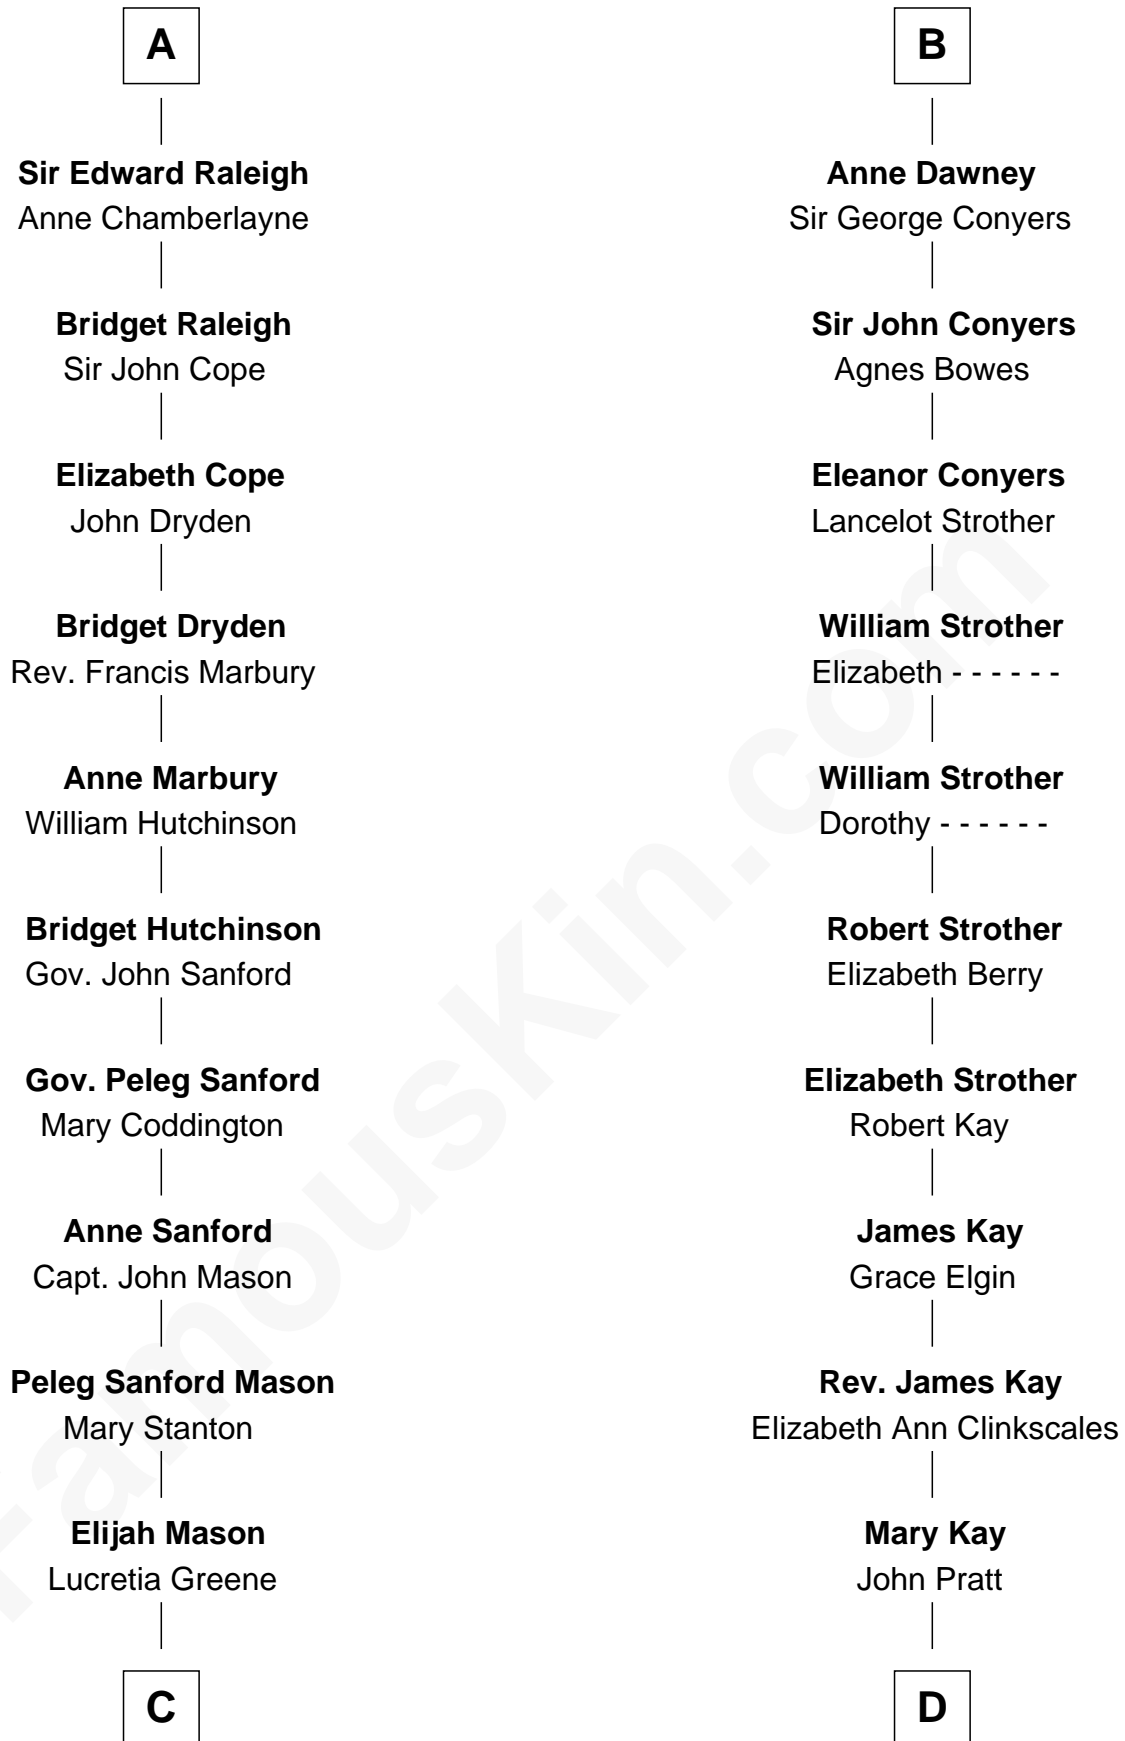 A
Sir Edward Raleigh
Anne Chamberlayne
Bridget Raleigh
Sir John Cope
Elizabeth Cope
John Dryden
Bridget Dryden
Rev. Francis Marbury
Anne Marbury
William Hutchinson
Bridget Hutchinson
Gov. John Sanford
Gov. Peleg Sanford
Mary Coddington
Anne Sanford
Capt. John Mason
Peleg Sanford Mason
Mary Stanton
Elijah Mason
Lucretia Greene
C
B
Anne Dawney
Sir George Conyers
Sir John Conyers
Agnes Bowes
Eleanor Conyers
Lancelot Strother
William Strother
Elizabeth - - - - - -
William Strother
Dorothy - - - - - -
Robert Strother
Elizabeth Berry
Elizabeth Strother
Robert Kay
James Kay
Grace Elgin
Rev. James Kay
Elizabeth Ann Clinkscales
Mary Kay
John Pratt
D
FamousKin.com